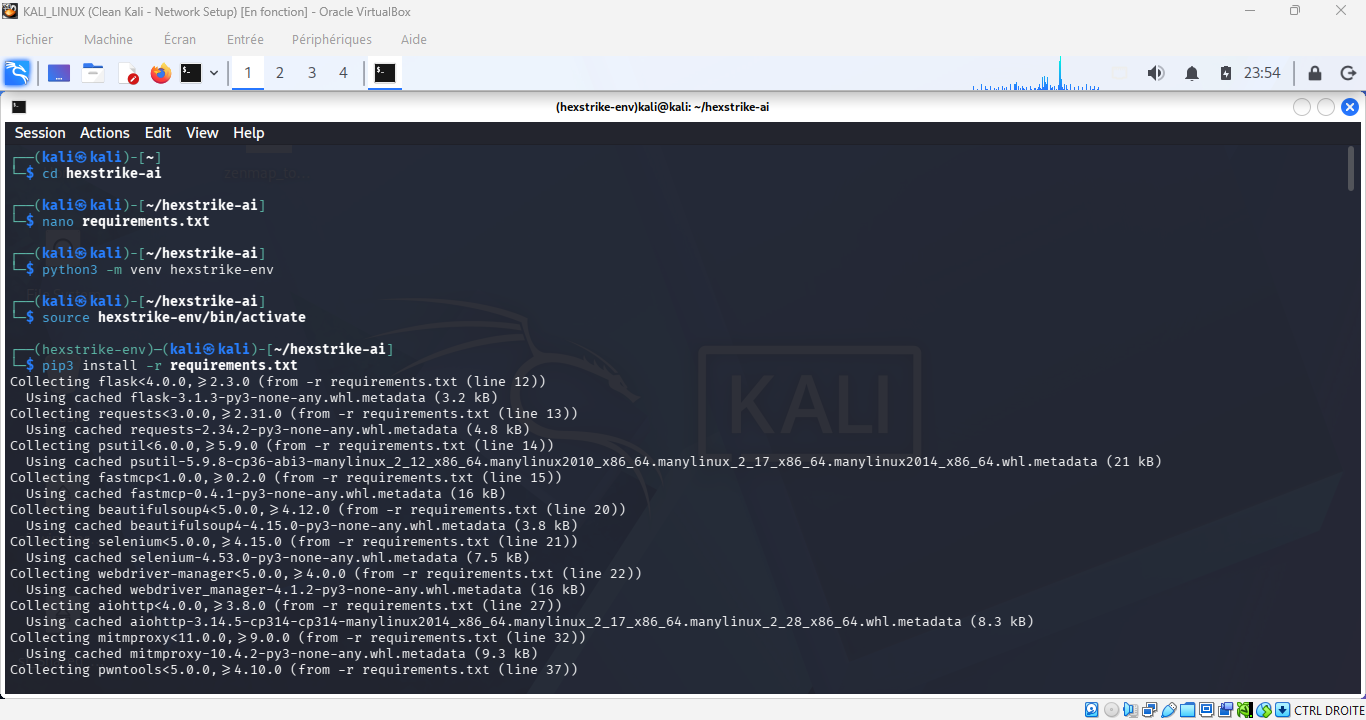 KALI_LINUX (Clean Kali - Network Setup) [En fonction] - Oracle VirtualBox
Fichier Machine Écran Entrée Périphériques Aide
1 2 3 4 23:54
(hexstrike-env)kali@kali: ~/hexstrike-ai
Session Actions Edit View Help
┌──(kali㉿kali)-[~]
└─$ cd hexstrike-ai
┌──(kali㉿kali)-[~/hexstrike-ai]
└─$ nano requirements.txt
┌──(kali㉿kali)-[~/hexstrike-ai]
└─$ python3 -m venv hexstrike-env
┌──(kali㉿kali)-[~/hexstrike-ai]
└─$ source hexstrike-env/bin/activate
┌──(hexstrike-env)─(kali㉿kali)-[~/hexstrike-ai]
└─$ pip3 install -r requirements.txt
Collecting flask<4.0.0,>=2.3.0 (from -r requirements.txt (line 12))
Using cached flask-3.1.3-py3-none-any.whl.metadata (3.2 kB)
Collecting requests<3.0.0,>=2.31.0 (from -r requirements.txt (line 13))
Using cached requests-2.34.2-py3-none-any.whl.metadata (4.8 kB)
Collecting psutil<6.0.0,>=5.9.0 (from -r requirements.txt (line 14))
Using cached psutil-5.9.8-cp36-abi3-manylinux_2_12_x86_64.manylinux2010_x86_64.manylinux_2_17_x86_64.manylinux2014_x86_64.whl.metadata (21 kB)
Collecting fastmcp<1.0.0,>=0.2.0 (from -r requirements.txt (line 15))
Using cached fastmcp-0.4.1-py3-none-any.whl.metadata (16 kB)
Collecting beautifulsoup4<5.0.0,>=4.12.0 (from -r requirements.txt (line 20))
Using cached beautifulsoup4-4.15.0-py3-none-any.whl.metadata (3.8 kB)
Collecting selenium<5.0.0,>=4.15.0 (from -r requirements.txt (line 21))
Using cached selenium-4.53.0-py3-none-any.whl.metadata (7.5 kB)
Collecting webdriver-manager<5.0.0,>=4.0.0 (from -r requirements.txt (line 22))
Using cached webdriver_manager-4.1.2-py3-none-any.whl.metadata (16 kB)
Collecting aiohttp<4.0.0,>=3.8.0 (from -r requirements.txt (line 27))
Using cached aiohttp-3.14.5-cp314-cp314-manylinux2014_x86_64.manylinux_2_17_x86_64.manylinux_2_28_x86_64.whl.metadata (8.3 kB)
Collecting mitmproxy<11.0.0,>=9.0.0 (from -r requirements.txt (line 32))
Using cached mitmproxy-10.4.2-py3-none-any.whl.metadata (9.3 kB)
Collecting pwntools<5.0.0,>=4.10.0 (from -r requirements.txt (line 37))
KALI
CTRL DROITE